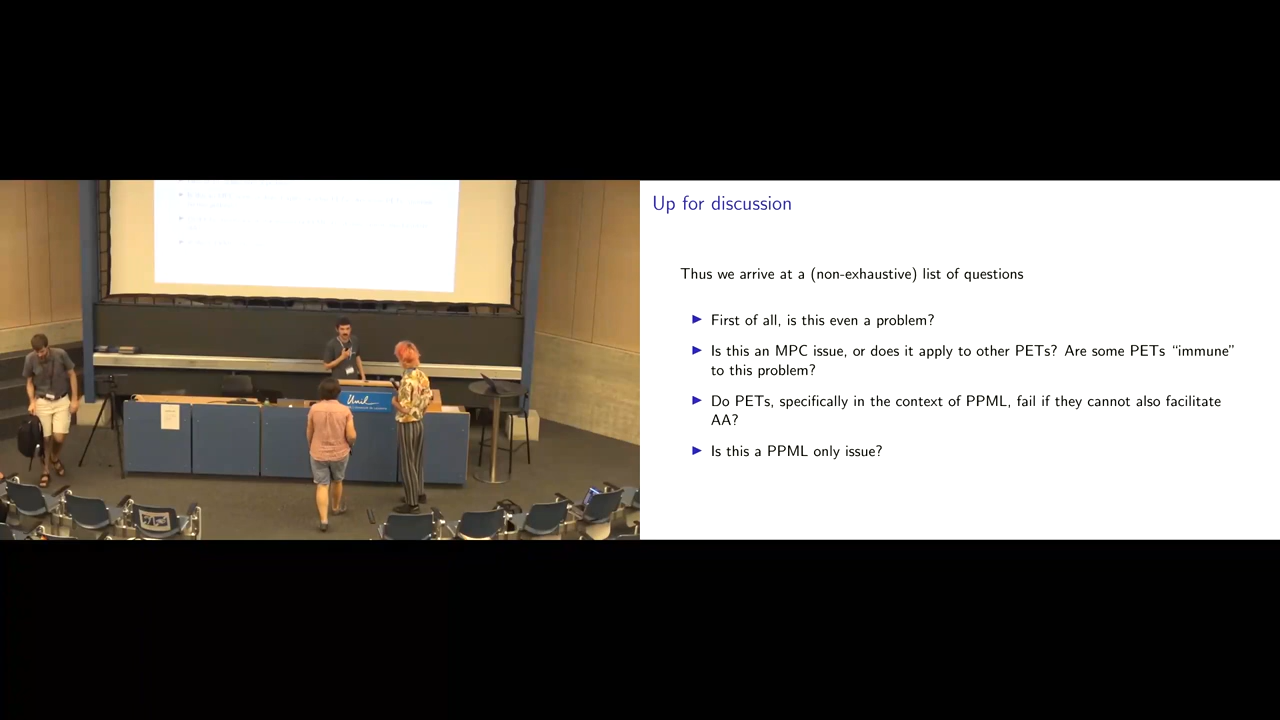 Up for discussion
Thus we arrive at a (non-exhaustive) list of questions
First of all, is this even a problem?
Is this an MPC issue, or does it apply to other PETs? Are some PETs “immune”
to this problem?
Do PETs, specifically in the context of PPML, fail if they cannot also facilitate
AA?
Is this a PPML only issue?
Unil